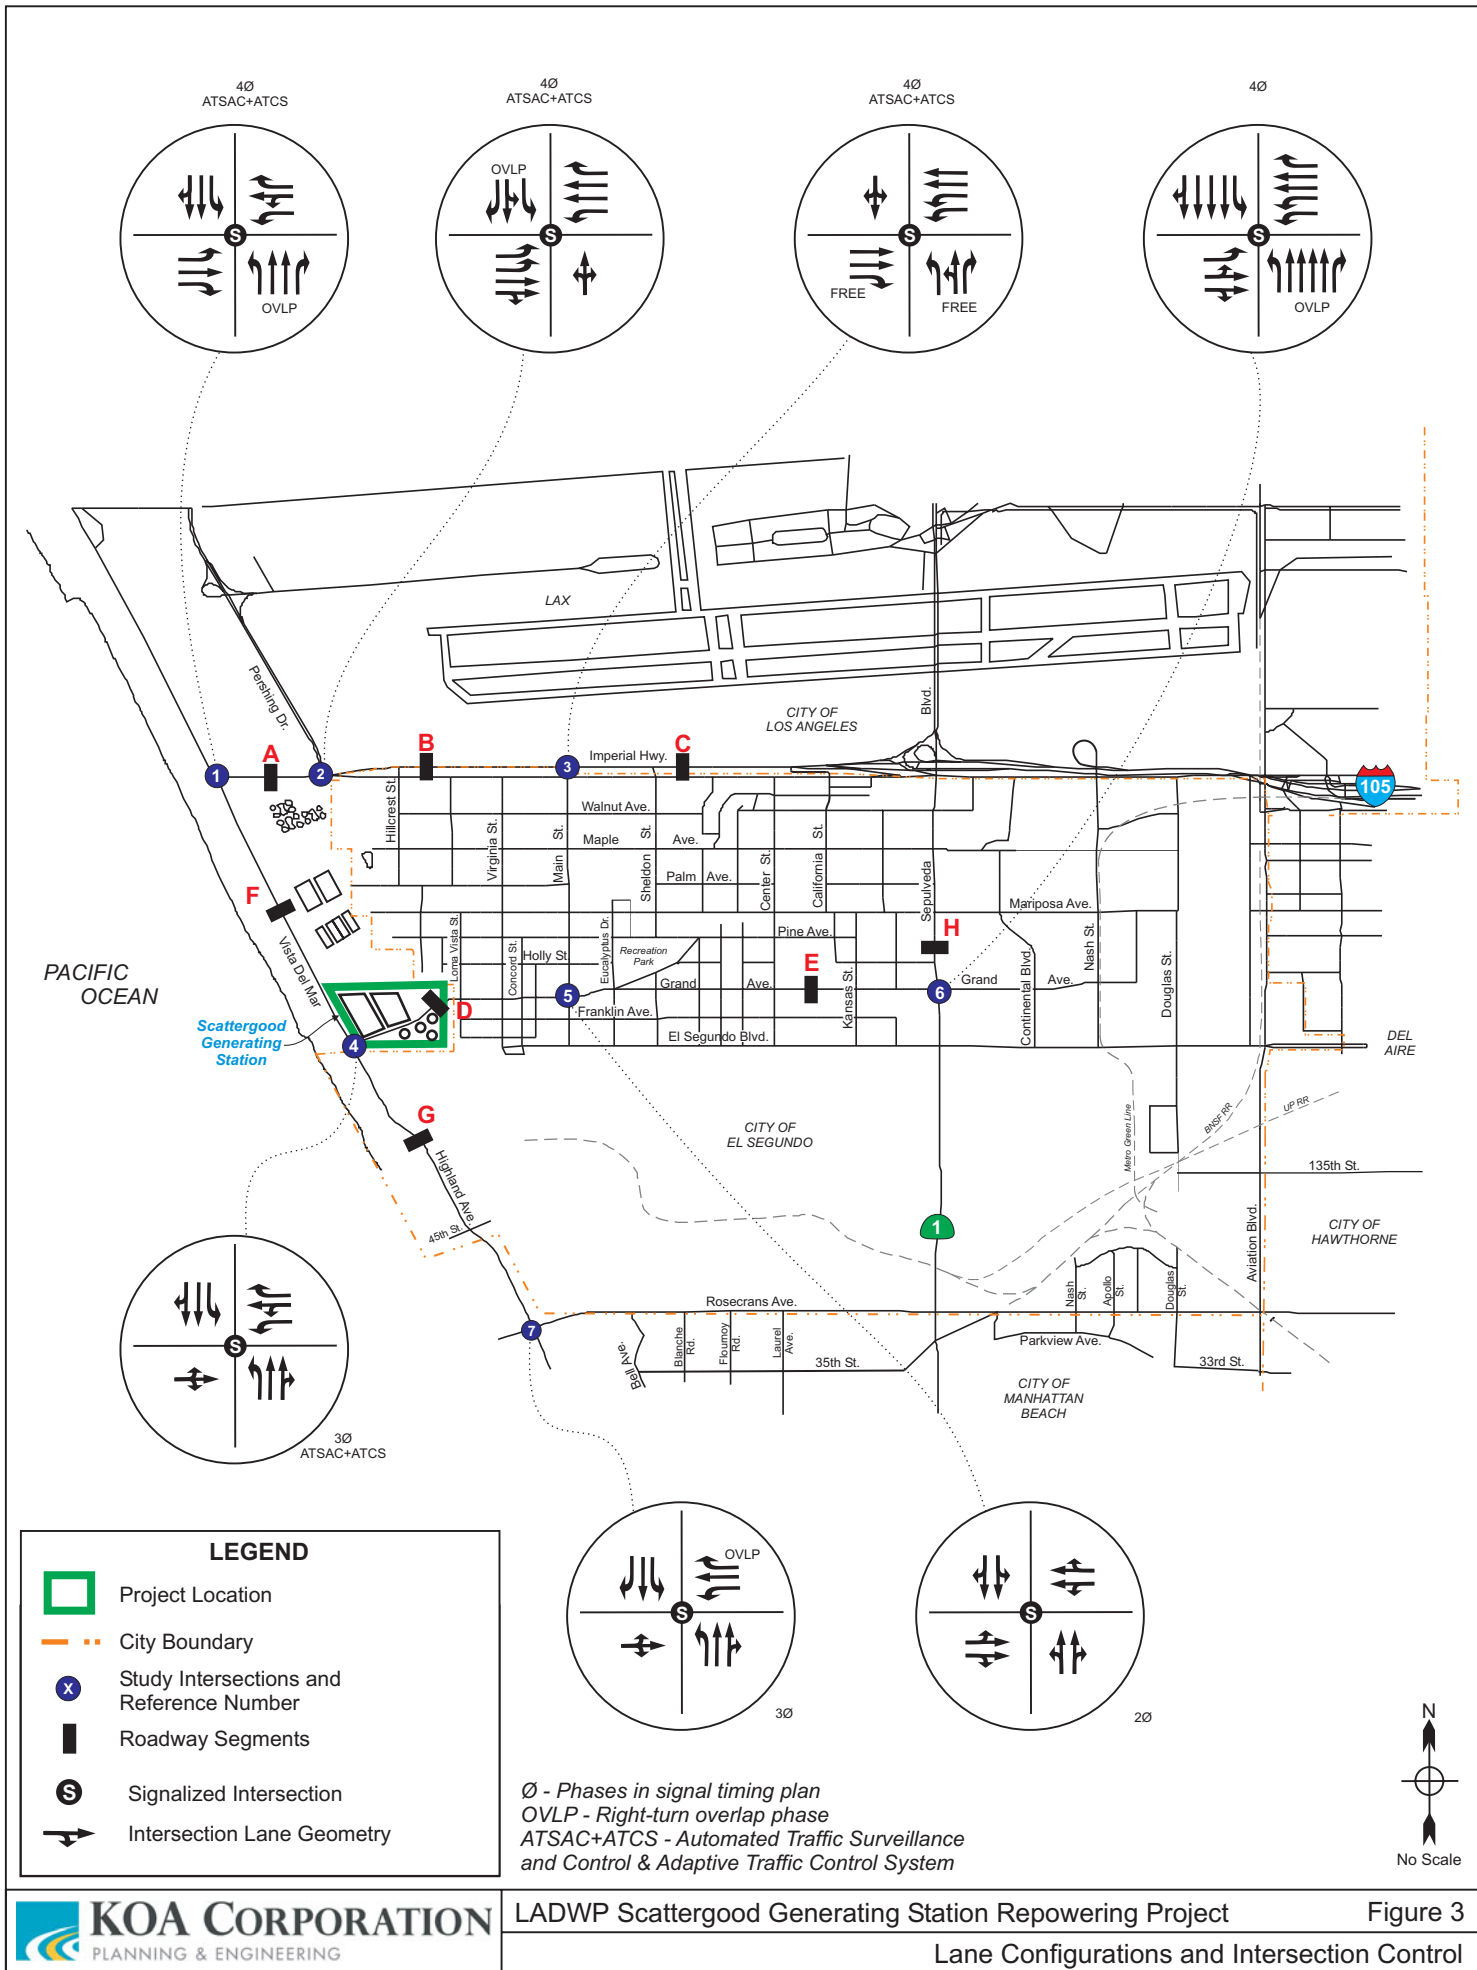 4Ø
ATSAC+ATCS
4Ø
ATSAC+ATCS
4Ø
ATSAC+ATCS
4Ø
S
OVLP
OVLP
S
FREE
S
FREE
S
OVLP
LAX
Pershing Dr.
CITY OF
LOS ANGELES
Blvd.
A
B
C
Imperial Hwy.
1
2
3
105
Hillcrest St.
Walnut Ave.
Virginia St.
Main St.
Maple Ave.
Sheldon St.
Palm Ave.
Center St.
California St.
Sepulveda
Mariposa Ave.
F
Vista Del Mar
Loma Vista St.
Concord St.
Holly St.
Eucalyptus Dr.
Recreation
Park
Pine Ave.
H
E
Nash St.
Douglas St.
Continental Blvd.
PACIFIC
OCEAN
Grand Ave.
Grand Ave.
5
6
D
Franklin Ave.
Kansas St.
El Segundo Blvd.
Scattergood
Generating
Station
4
DEL
AIRE
G
Highland Ave.
45th St.
CITY OF
EL SEGUNDO
Metro Green Line
BNSF RR
UP RR
135th St.
1
Aviation Blvd.
CITY OF
HAWTHORNE
Rosecrans Ave.
7
Nash
St.
Apollo
St.
Douglas
St.
Bell Ave.
Blanche
Rd.
Flournoy
Rd.
Laurel
Ave.
35th St.
Parkview Ave.
33rd St.
CITY OF
MANHATTAN
BEACH
S
3Ø
ATSAC+ATCS
OVLP
S
3Ø
S
2Ø
LEGEND
Project Location
City Boundary
X
Study Intersections and
Reference Number
Roadway Segments
S
Signalized Intersection
Intersection Lane Geometry
Ø - Phases in signal timing plan
OVLP - Right-turn overlap phase
ATSAC+ATCS - Automated Traffic Surveillance
and Control & Adaptive Traffic Control System
N
No Scale
KOA CORPORATION
PLANNING & ENGINEERING
LADWP Scattergood Generating Station Repowering Project
Figure 3
Lane Configurations and Intersection Control